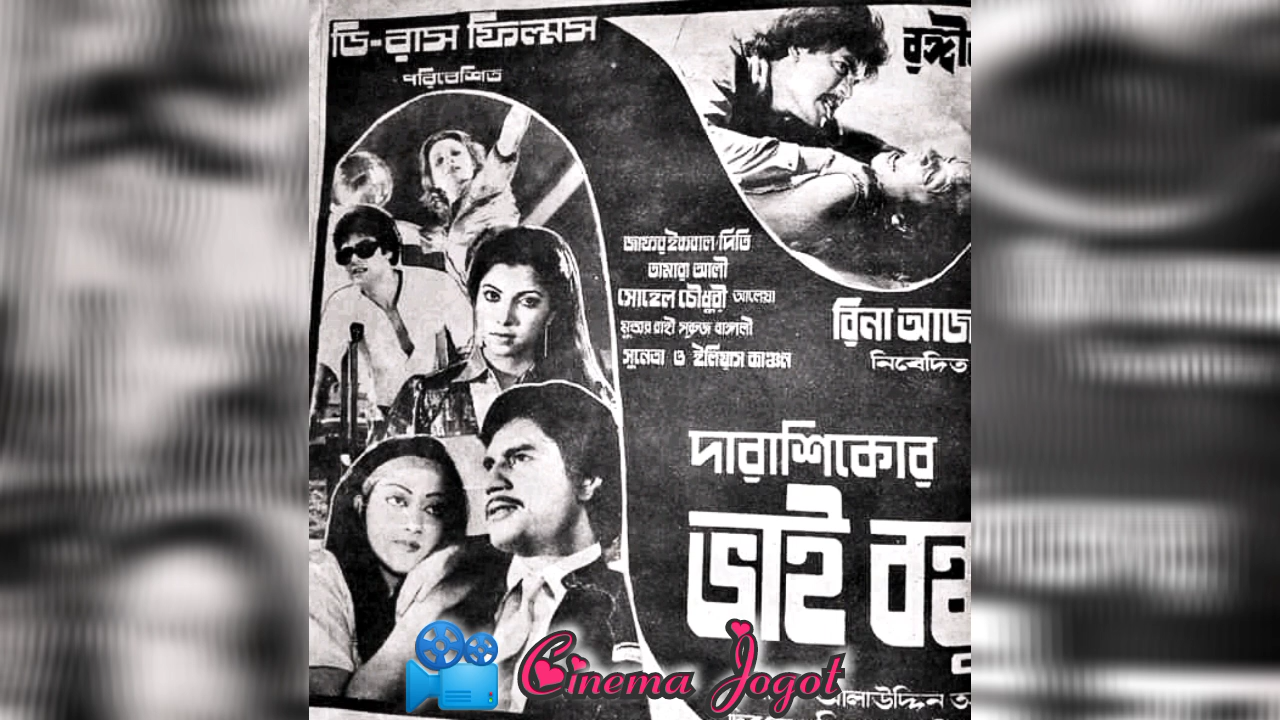 ডি-রাস ফিল্মস
পরিবেশিত
রঙ্গী
জাফর ইকবাল দিতি
তামারা আলী
সোহেল চৌধুরী আলেয়া
সুনেত্রা ও ইলিয়াস কাঞ্চন
রিনা আজ
নিবেদিত
দারাশিকোর
ভাই বন্ধু
আলাউদ্দিন আ
Cinema Jogot